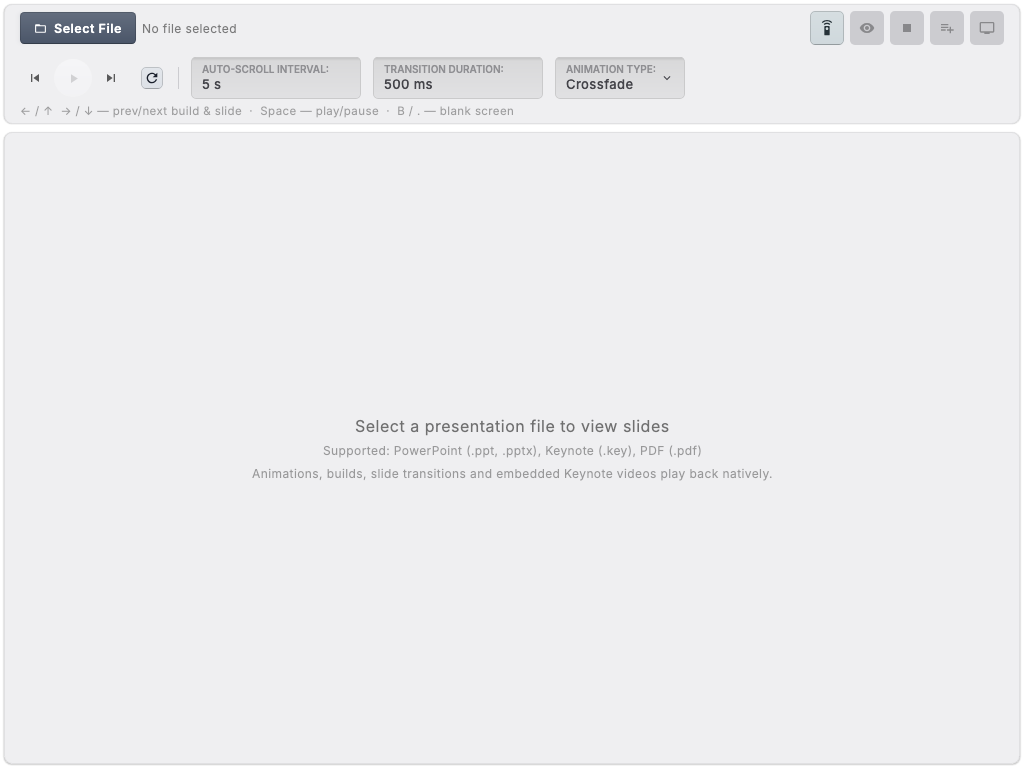 Select File
No file selected
AUTO-SCROLL INTERVAL:
5 s
TRANSITION DURATION:
500 ms
ANIMATION TYPE:
Crossfade
← / ↑ → / ↓ — prev/next build & slide · Space — play/pause · B / . — blank screen
Select a presentation file to view slides
Supported: PowerPoint (.ppt, .pptx), Keynote (.key), PDF (.pdf)
Animations, builds, slide transitions and embedded Keynote videos play back natively.